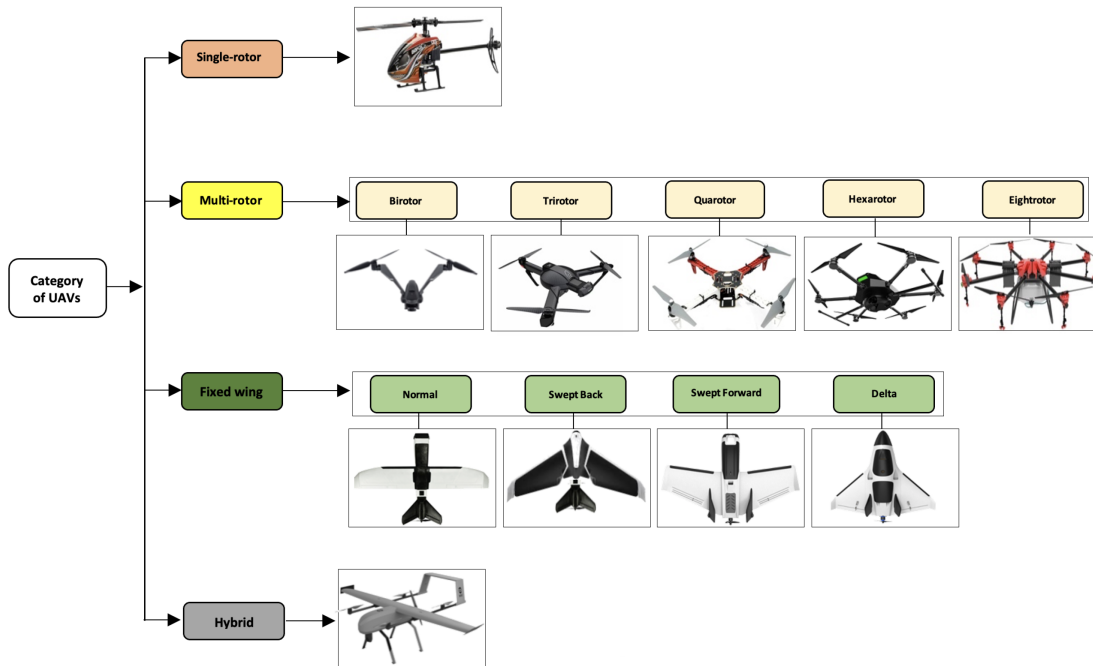 Single-rotor
Multi-rotor
Birotor
Trirotor
Quarotor
Hexarotor
Eightrotor
Category
of UAVs
Fixed wing
Normal
Swept Back
Swept Forward
Delta
Hybrid